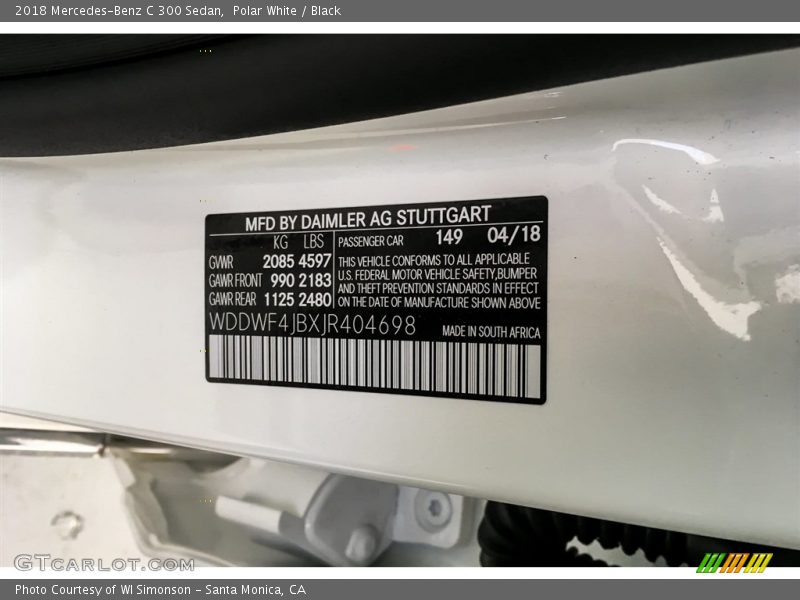 2018 Mercedes-Benz C 300 Sedan, Polar White / Black
MFD BY DAIMLER AG STUTTGART
KG LBS
GVWR 2085 4597
GAWR FRONT 990 2183
GAWR REAR 1125 2480
PASSENGER CAR 149 04/18
THIS VEHICLE CONFORMS TO ALL APPLICABLE
U.S. FEDERAL MOTOR VEHICLE SAFETY,BUMPER
AND THEFT PREVENTION STANDARDS IN EFFECT
ON THE DATE OF MANUFACTURE SHOWN ABOVE
WDDWF4JBXJR404698
MADE IN SOUTH AFRICA
GTcarlot.com
Photo Courtesy of WI Simonson - Santa Monica, CA